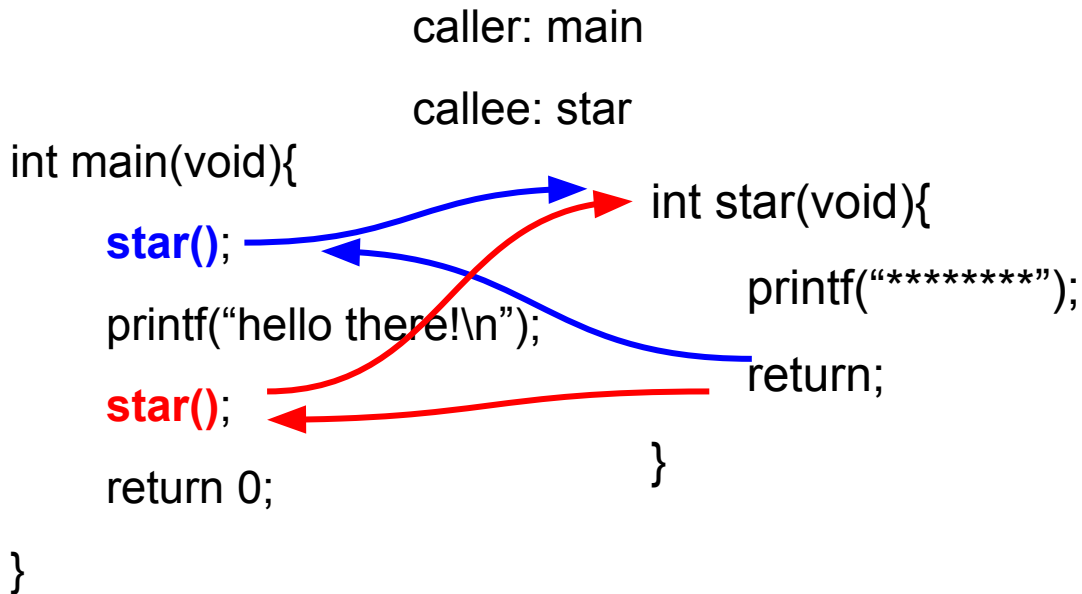 caller: main
callee: star
int main(void){
star();
printf(“hello there!\n”);
star();
return 0;
}
int star(void){
printf(“********”);
return;
}